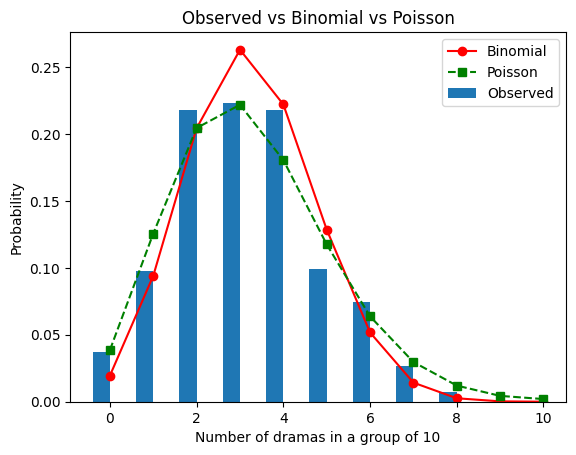 Observed vs Binomial vs Poisson
Binomial
Poisson
Observed
Probability
0.25
0.20
0.15
0.10
0.05
0.00
0 2 4 6 8 10
Number of dramas in a group of 10